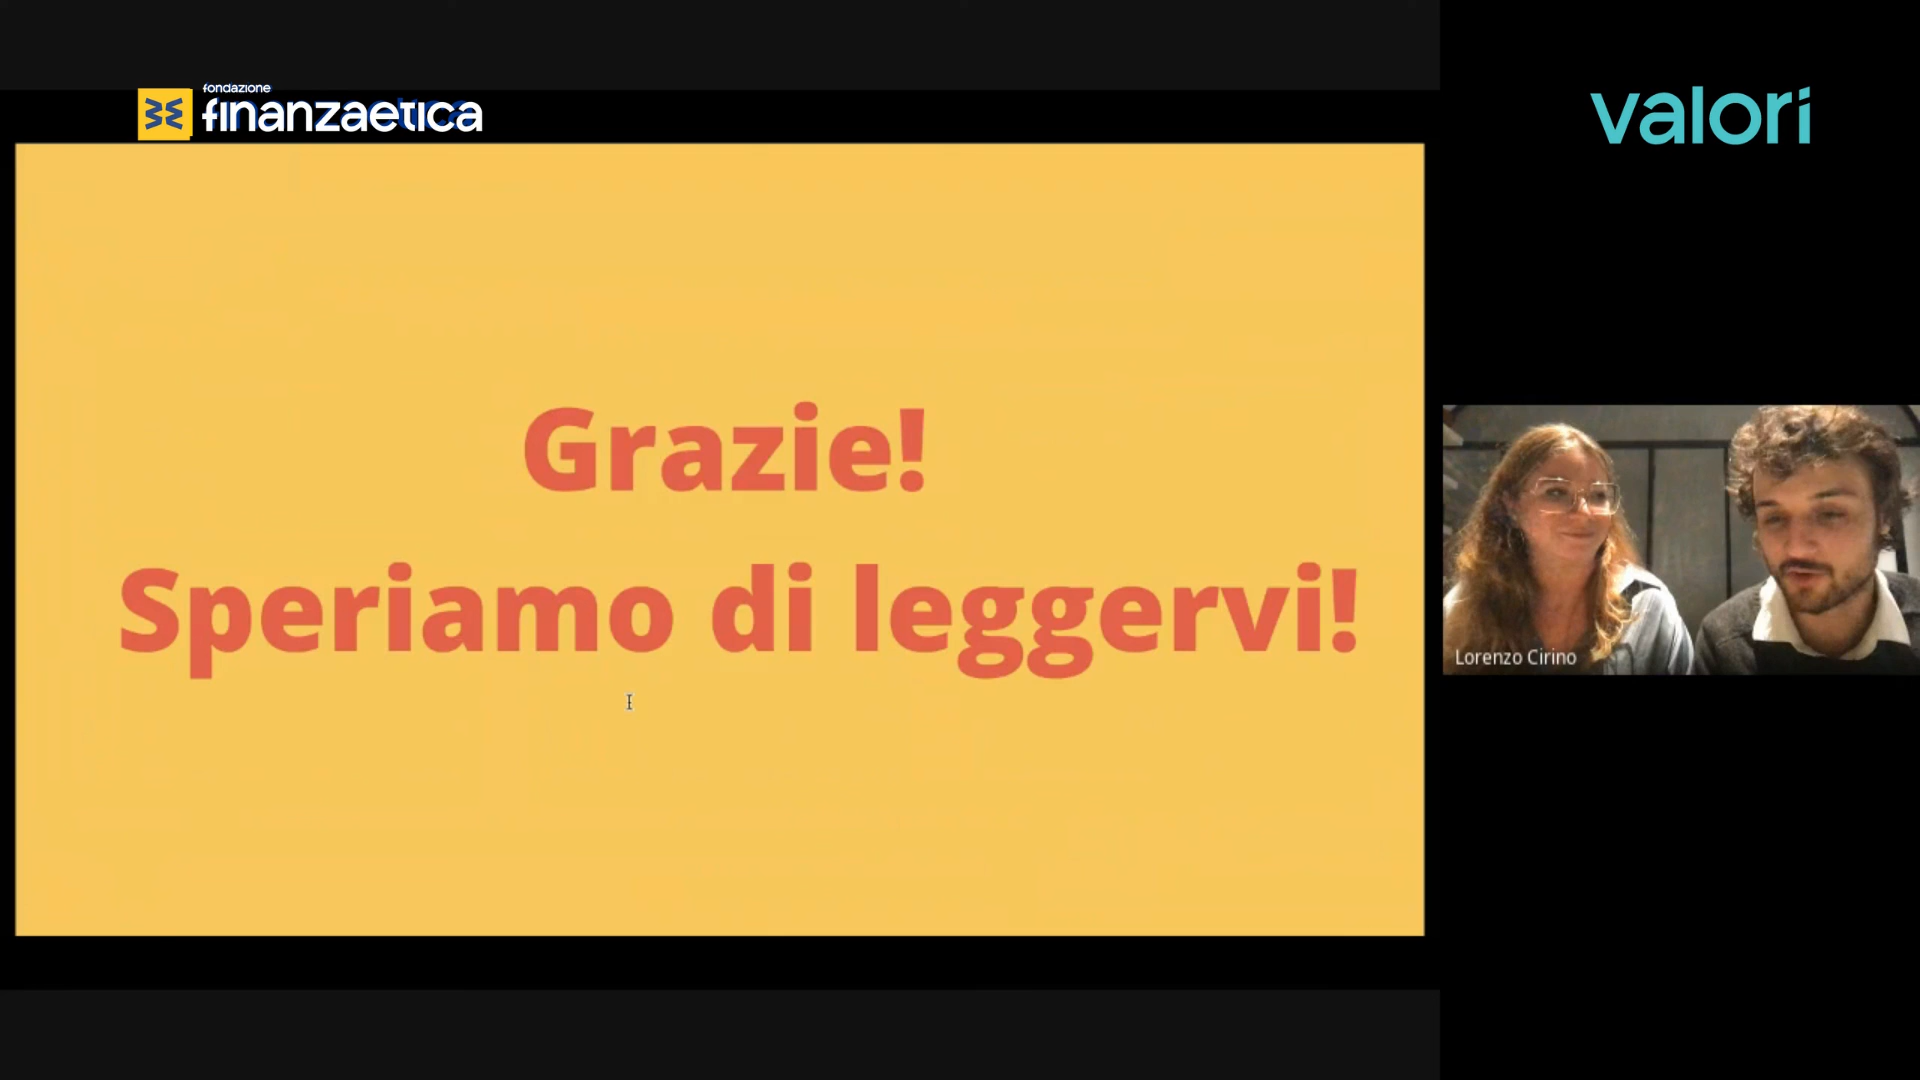 fondazione
finanzaetica
valori
Grazie!
Speriamo di leggervi!
Lorenzo Cirino